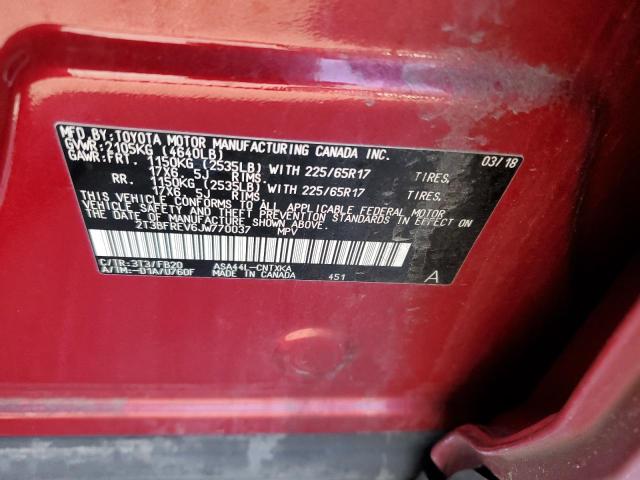 MFD.BY:TOYOTA MOTOR MANUFACTURING CANADA INC.
GVWR:2105KG (4640LB) 03/18
GAWR:FRT. 1150KG (2535LB) WITH 225/65R17 TIRES,
17X6.5J RIMS.
RR. 1150KG (2535LB) WITH 225/65R17 TIRES,
17X6.5J RIMS.
THIS VEHICLE CONFORMS TO ALL APPLICABLE FEDERAL MOTOR
VEHICLE SAFETY AND THEFT PREVENTION STANDARDS IN EFFECT
ON THE DATE OF MANUFACTURE SHOWN ABOVE.
2T3BFREV6JW770037 MPV
C/TR:3T3/FB20 ASA44L-CNTXKA
A/TM:-01A/U760F MADE IN CANADA 451 A